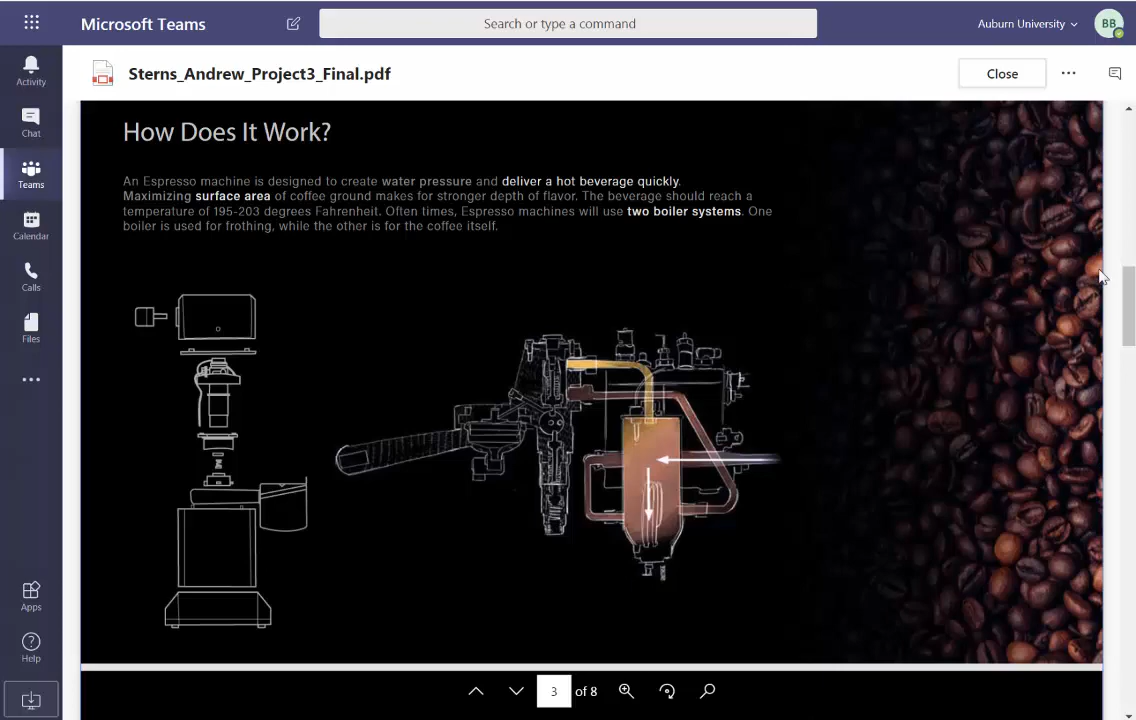 Microsoft Teams
Search or type a command
Auburn University
BB
Activity
Chat
Teams
Calendar
Calls
Files
Apps
Help
Sterns_Andrew_Project3_Final.pdf
Close
How Does It Work?
An Espresso machine is designed to create water pressure and deliver a hot beverage quickly.
Maximizing surface area of coffee ground makes for stronger depth of flavor. The beverage should reach a
temperature of 195-203 degrees Fahrenheit. Often times, Espresso machines will use two boiler systems. One
boiler is used for frothing, while the other is for the coffee itself.
3 of 8